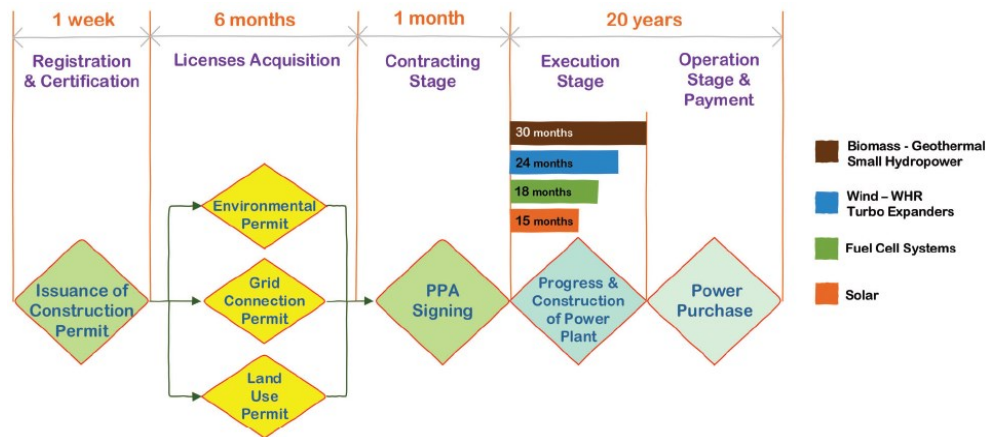 1 week
6 months
1 month
20 years
Registration
& Certification
Licenses Acquisition
Contracting
Stage
Execution
Stage
Operation
Stage &
Payment
30 months
24 months
18 months
15 months
Biomass - Geothermal
Small Hydropower
Wind – WHR
Turbo Expanders
Fuel Cell Systems
Solar
Issuance of
Construction
Permit
Environmental
Permit
Grid
Connection
Permit
Land
Use
Permit
PPA
Signing
Progress &
Construction
of Power
Plant
Power
Purchase